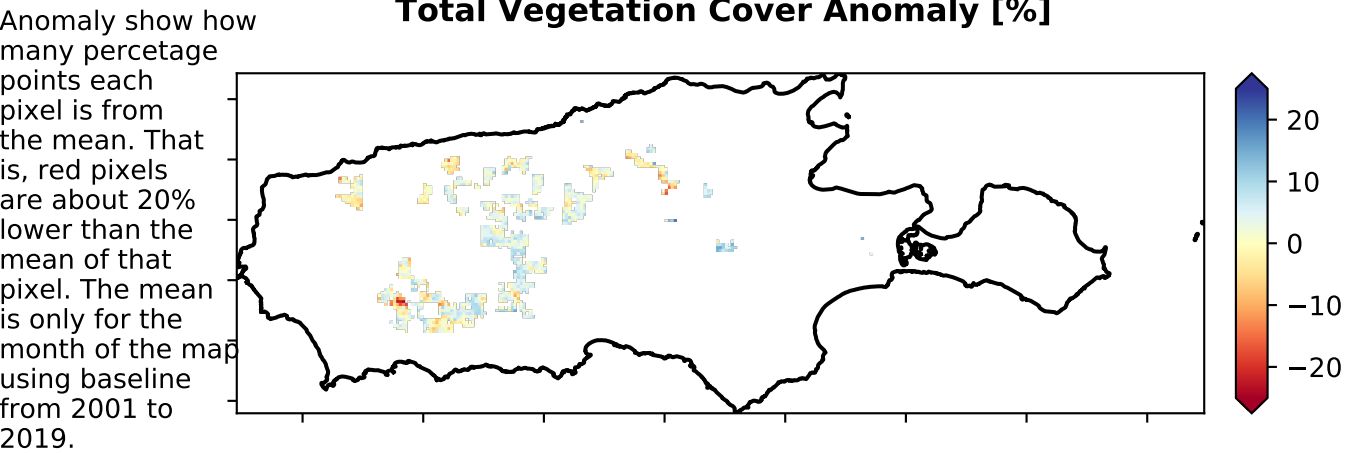 Total Vegetation Cover Anomaly [%]
Anomaly show how
many percetage
points each
pixel is from
the mean. That
is, red pixels
are about 20%
lower than the
mean of that
pixel. The mean
is only for the
month of the map
using baseline
from 2001 to
2019.
20
10
0
−10
−20